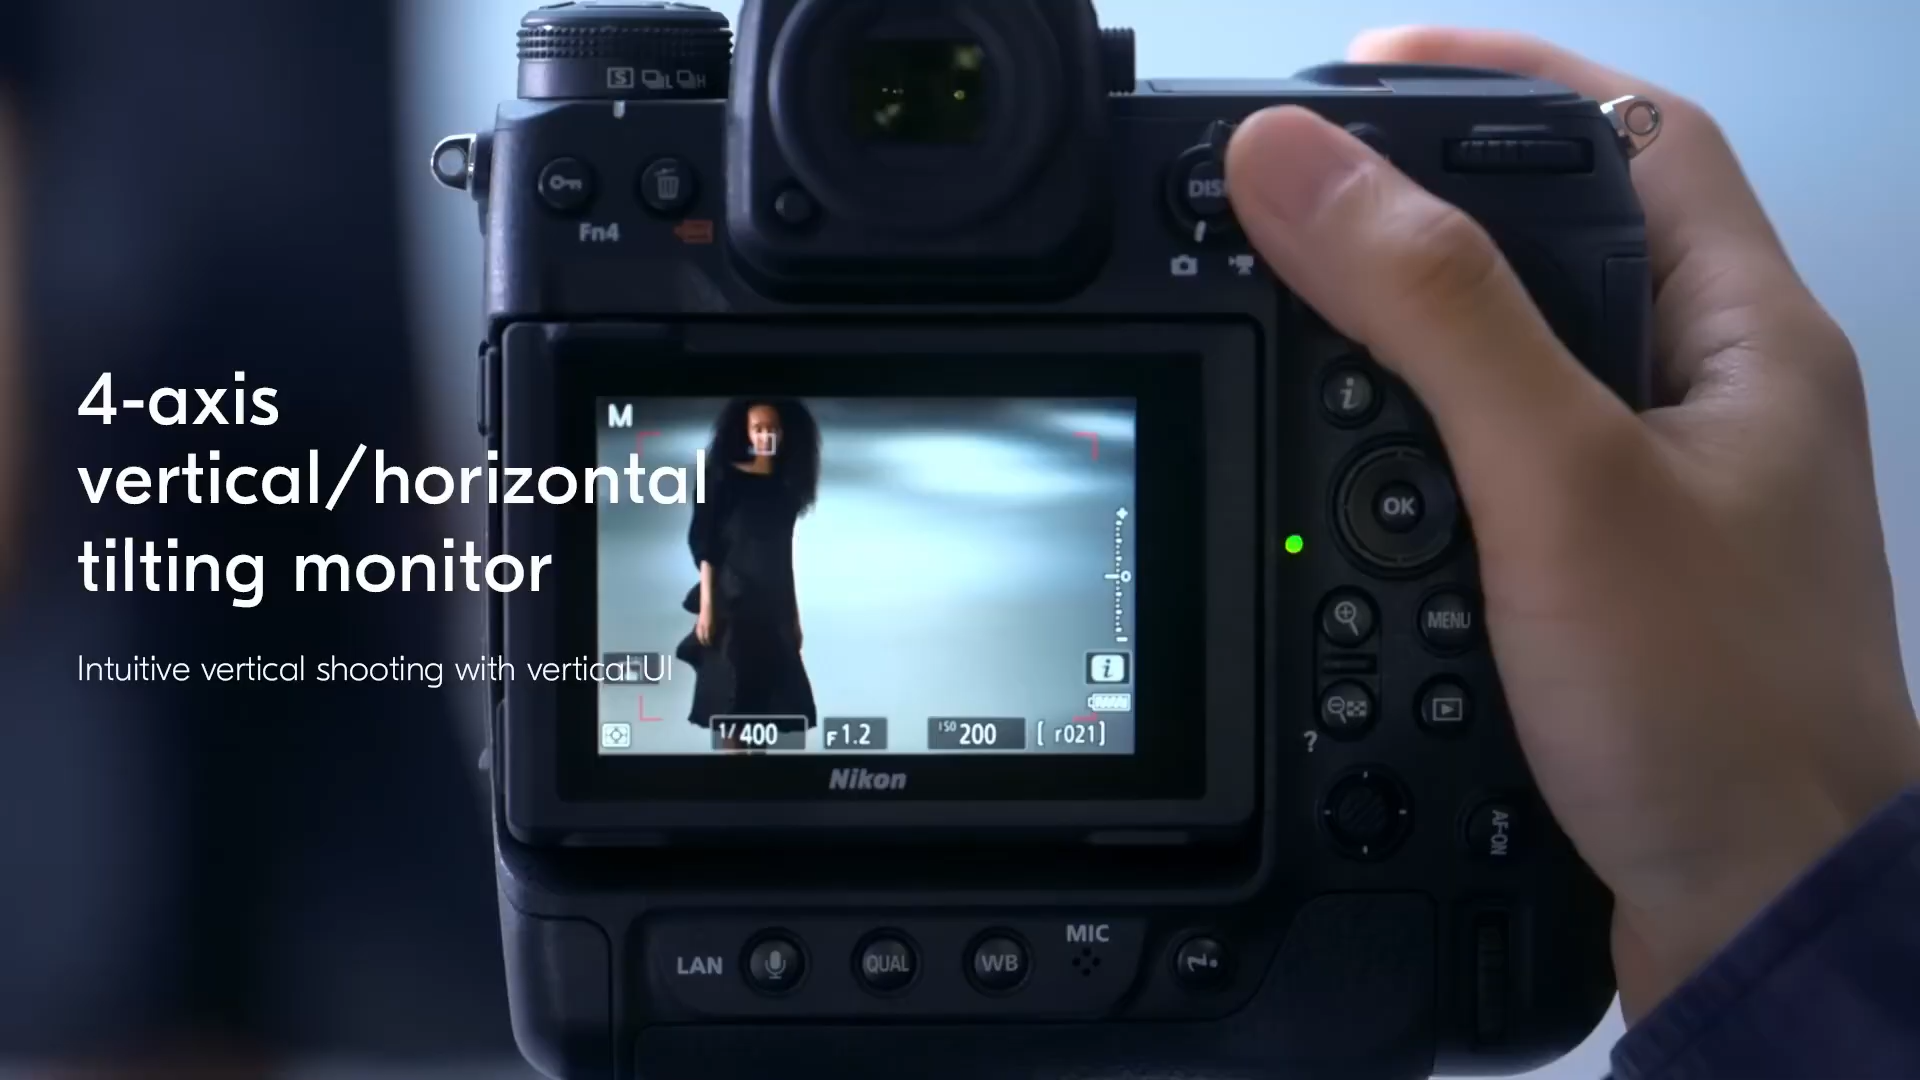 S L H
Fn4
4-axis
vertical/horizontal
tilting monitor
Intuitive vertical shooting with vertical UI
M
i
OK
MENU
i
1/400 F1.2 ISO 200 [r021]
?
Nikon
AF-ON
LAN QUAL WB MIC